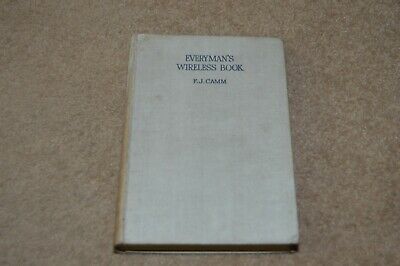 EVERYMAN'S
WIRELESS BOOK
F. J. CAMM